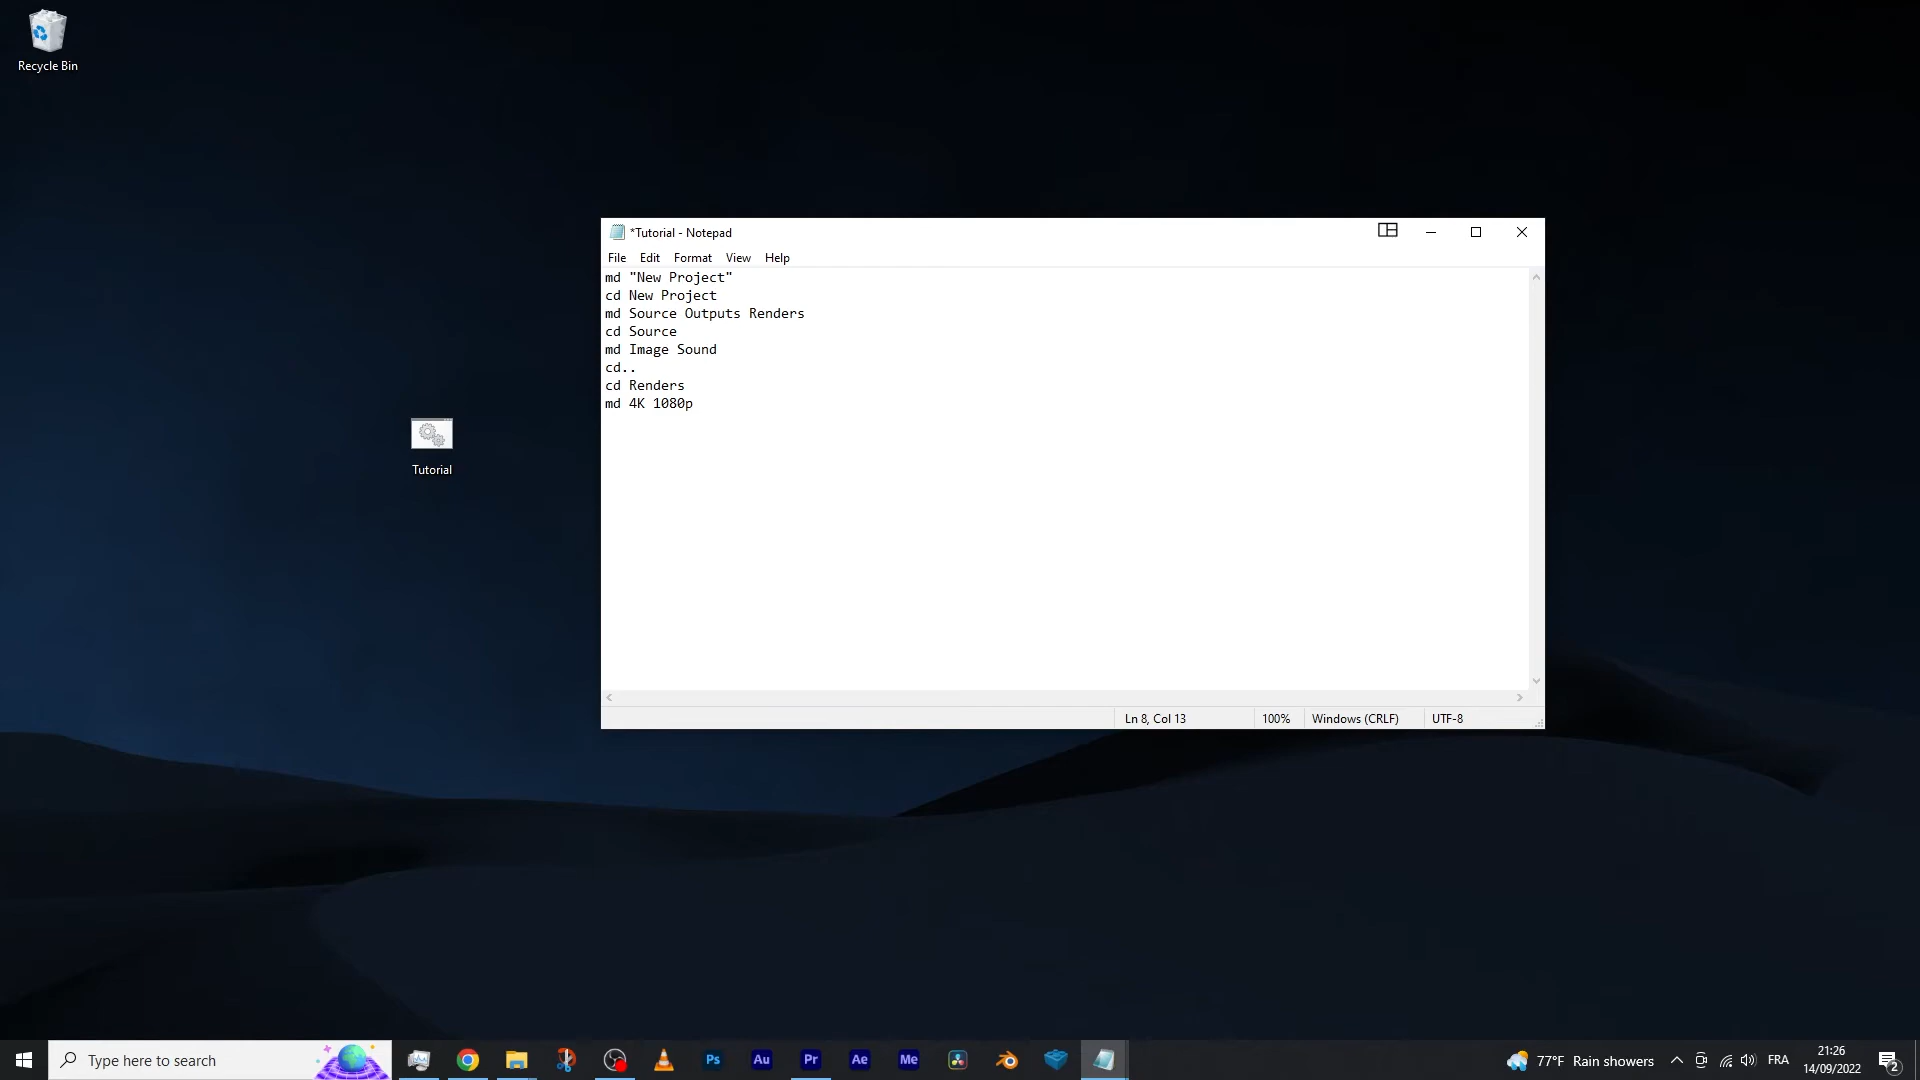 Recycle Bin
*Tutorial - Notepad
File Edit Format View Help
md "New Project"
cd New Project
md Source Outputs Renders
cd Source
md Image Sound
cd..
cd Renders
md 4K 1080p
Tutorial
Ln 8, Col 13 100% Windows (CRLF) UTF-8
Type here to search
Ps Au Pr Ae Me
77°F Rain showers FRA
21:26
14/09/2022
2